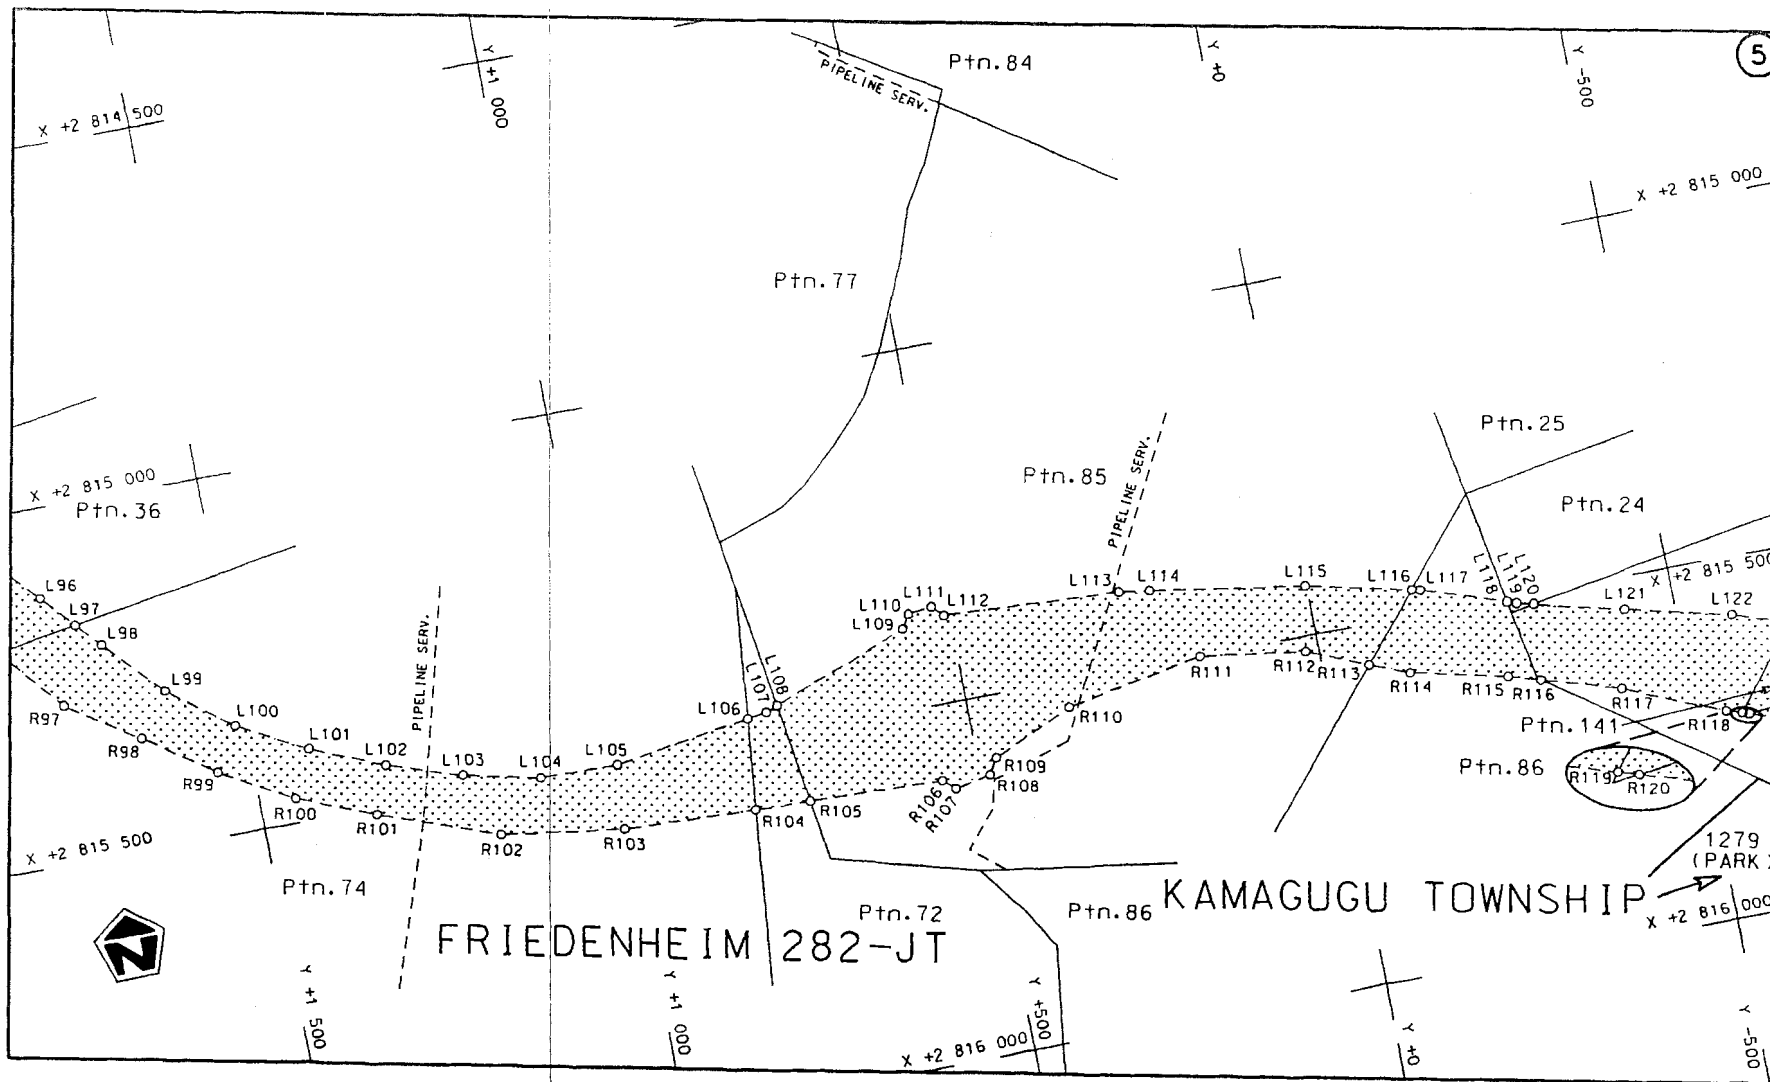 Y +1 000
Y +0
Y -500
5
X +2 814 500
PIPELINE SERV.
Ptn.84
X +2 815 000
Ptn.77
Ptn.25
Ptn.85
PIPELINE SERV.
Ptn.24
X +2 815 000
Ptn.36
X +2 815 500
L96
L97
L98
L99
L100
L101
L102
L103
L104
L105
L106
L107
L108
L109
L110
L111
L112
L113
L114
L115
L116
L117
L118
L119
L120
L121
L122
PIPELINE SERV.
R97
R98
R99
R100
R101
R102
R103
R104
R105
R106
R107
R108
R109
R110
R111
R112
R113
R114
R115
R116
R117
R118
Ptn.141
Ptn.86
R119
R120
1279
(PARK)
X +2 815 500
Ptn.74
Ptn.72
Ptn.86
KAMAGUGU TOWNSHIP
X +2 816 000
FRIEDENHEIM 282-JT
N
Y +1 500
Y +1 000
X +2 816 000
Y +500
Y +0
Y -500